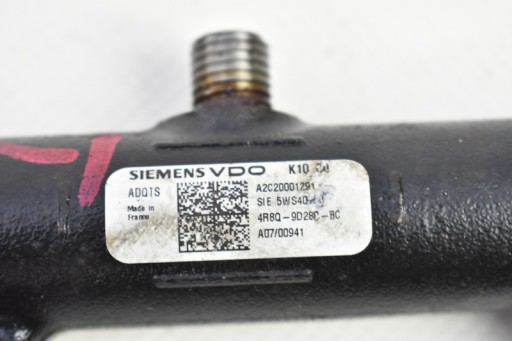 SIEMENS VDO K10
ADQTS A2C20001291
Made in SIE 5WS40
France 4R8Q-9D280-BC
A07/00941